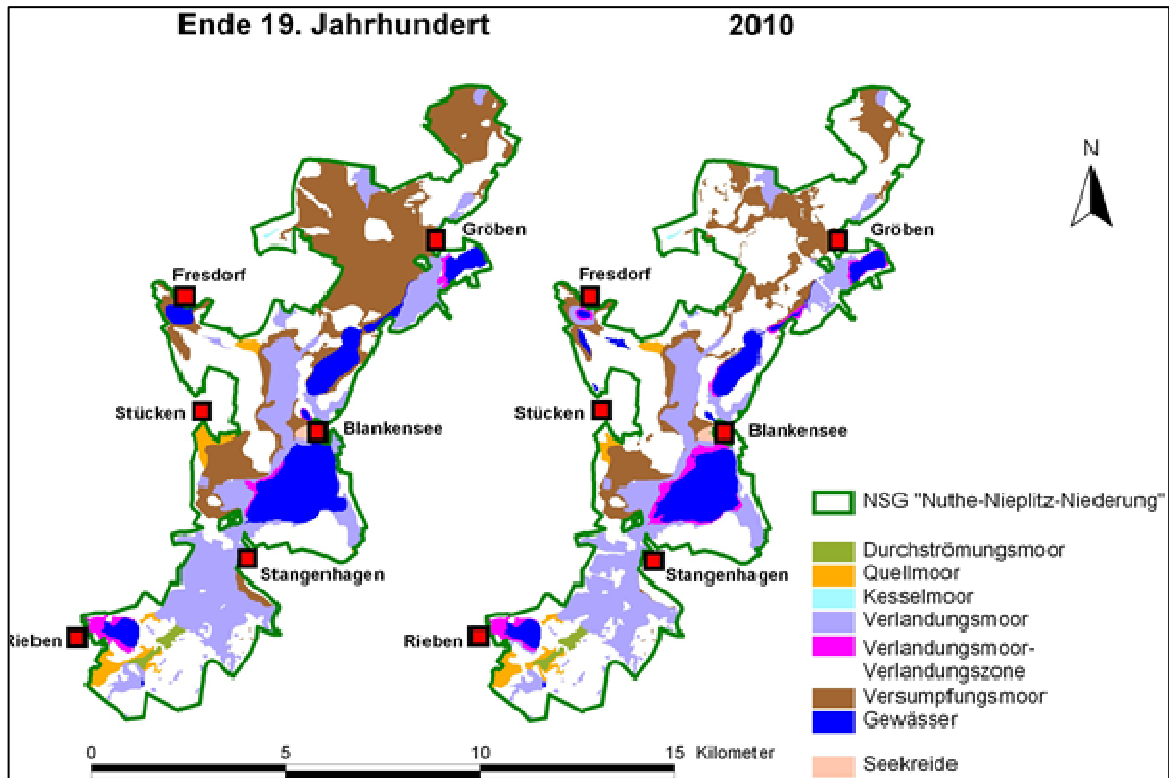 Ende 19. Jahrhundert
2010
N
Gröben
Fresdorf
Stücken
Blankensee
Stangenhagen
Rieben
Gröben
Fresdorf
Stücken
Blankensee
Stangenhagen
Rieben
NSG "Nuthe-Nieplitz-Niederung"
Durchströmungsmoor
Quellmoor
Kesselmoor
Verlandungsmoor
Verlandungsmoor-
Verlandungszone
Versumpfungsmoor
Gewässer
Seekreide
0 5 10 15 Kilometer